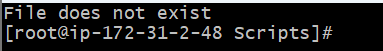 File does not exist
[root@ip-172-31-2-48 Scripts]#